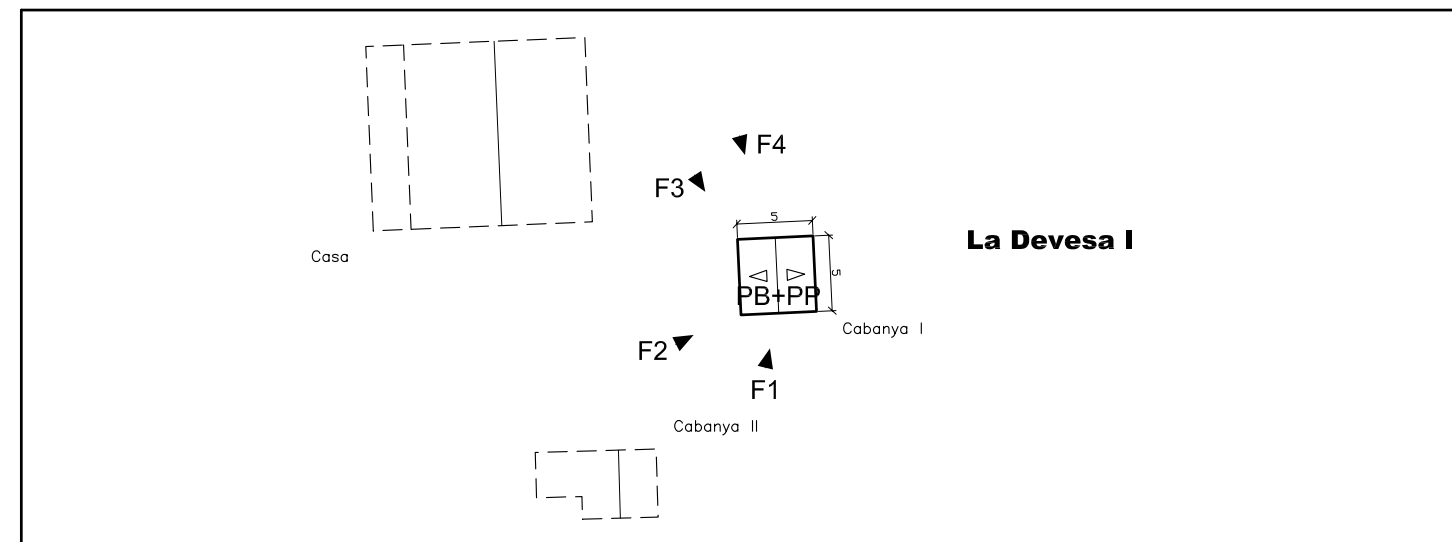 F4
F3
5
La Devesa I
Casa
5
PB+PP
Cabanya I
F2
F1
Cabanya II